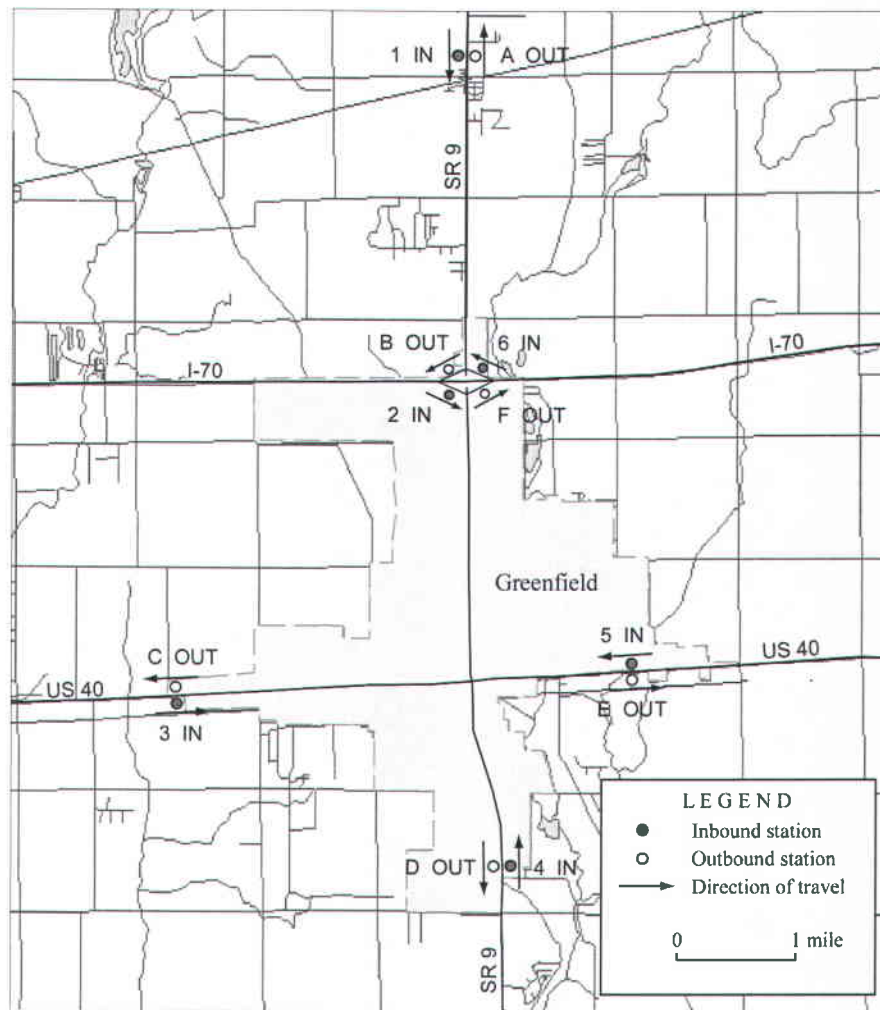 1 IN
A OUT
SR 9
B OUT
6 IN
I-70
I-70
2 IN
F OUT
Greenfield
5 IN
C OUT
US 40
US 40
E OUT
3 IN
LEGEND
Inbound station
Outbound station
D OUT
4 IN
Direction of travel
0 1 mile
SR 9